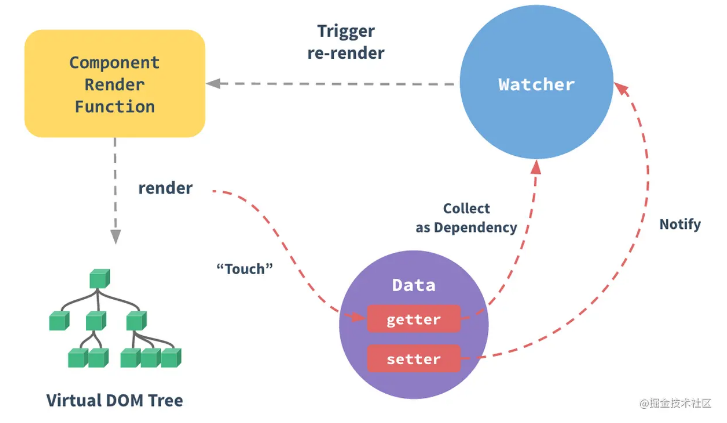 Trigger
re-render
Component
Render
Function
Watcher
render
Collect
as Dependency
Notify
“Touch”
Data
getter
setter
Virtual DOM Tree
@掘金技术社区